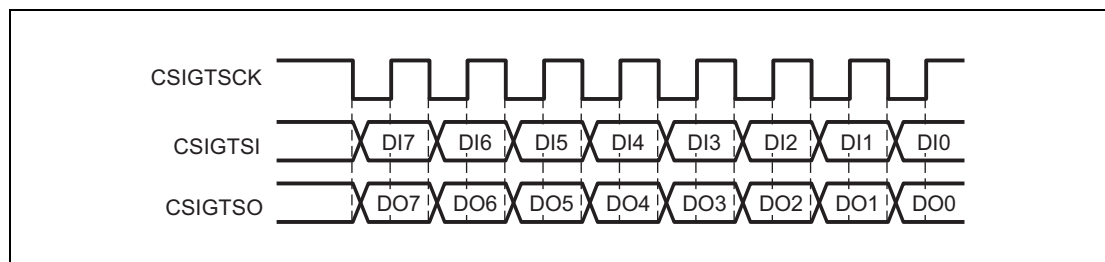 CSIGTSCK
CSIGTSI DI7 DI6 DI5 DI4 DI3 DI2 DI1 DI0
CSIGTSO DO7 DO6 DO5 DO4 DO3 DO2 DO1 DO0